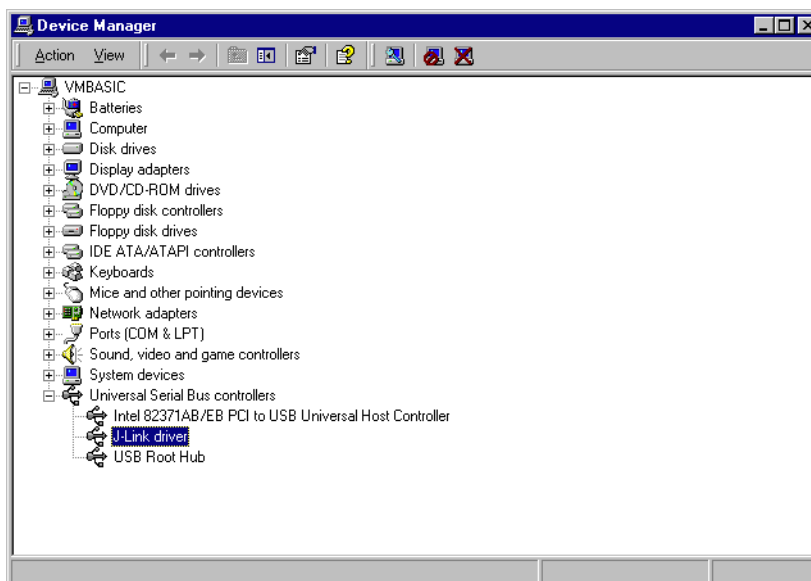 Device Manager
Action View
VMBASIC
Batteries
Computer
Disk drives
Display adapters
DVD/CD-ROM drives
Floppy disk controllers
Floppy disk drives
IDE ATA/ATAPI controllers
Keyboards
Mice and other pointing devices
Network adapters
Ports (COM & LPT)
Sound, video and game controllers
System devices
Universal Serial Bus controllers
Intel 82371AB/EB PCI to USB Universal Host Controller
J-Link driver
USB Root Hub